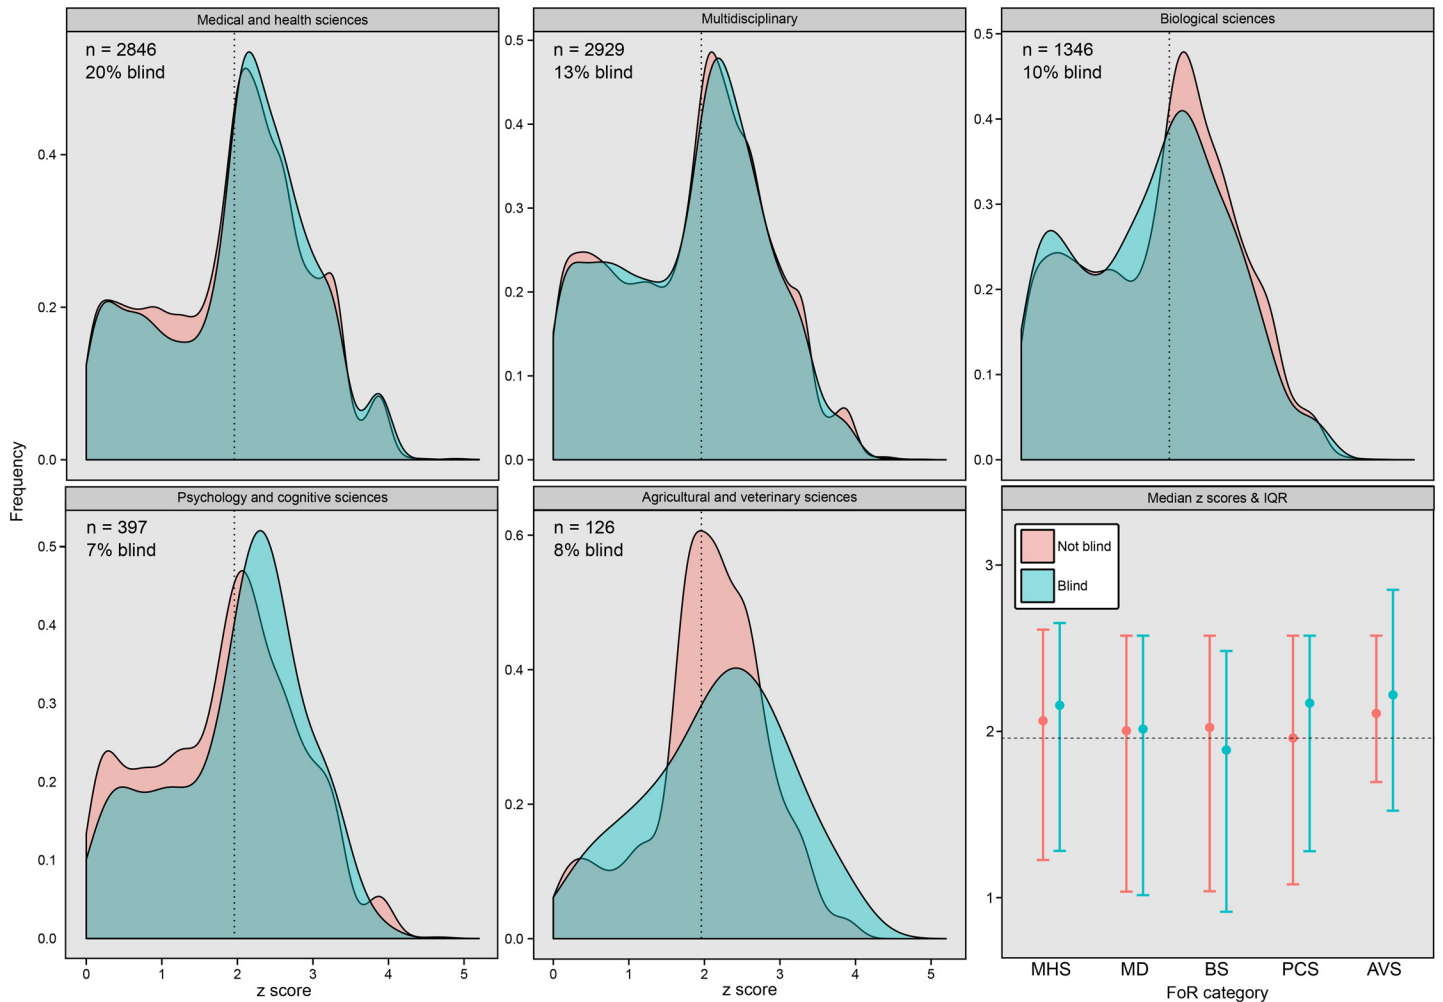 Medical and health sciences
n = 2846
20% blind
0.4
0.2
0.0
Multidisciplinary
n = 2929
13% blind
0.5
0.4
0.3
0.2
0.1
0.0
Biological sciences
n = 1346
10% blind
0.5
0.4
0.3
0.2
0.1
0.0
Frequency
Psychology and cognitive sciences
n = 397
7% blind
0.5
0.4
0.3
0.2
0.1
0.0
0 1 2 3 4 5
z score
Agricultural and veterinary sciences
n = 126
8% blind
0.6
0.4
0.2
0.0
0 1 2 3 4 5
z score
Median z scores & IQR
Not blind
Blind
3
2
1
MHS MD BS PCS AVS
FoR category